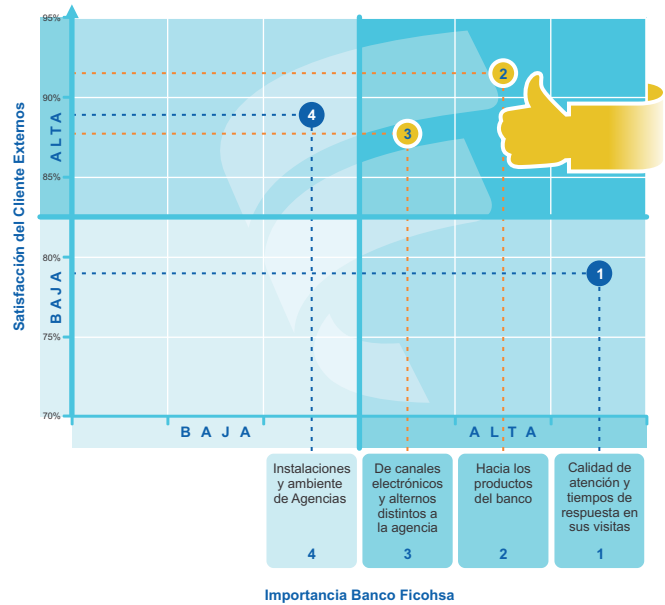 Satisfacción del Cliente Externos
ALTA
BAJA
95%
90%
85%
80%
75%
70%
2
4
3
1
BAJA
ALTA
Instalaciones
y ambiente
de Agencias
4
De canales
electrónicos
y alternos
distintos a
la agencia
3
Hacia los
productos
del banco
2
Calidad de
atención y
tiempos de
respuesta en
sus visitas
1
Importancia Banco Ficohsa